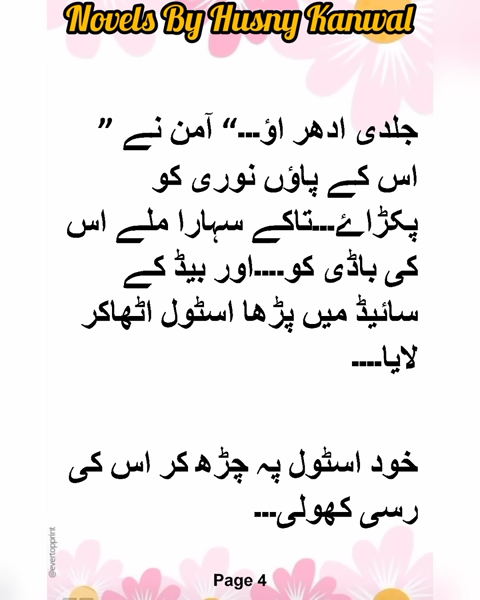 Novels By Husny Kanwal
جلدی ادھر اؤ۔۔۔“ آمن نے ”
اس کے پاؤں نوری کو
پکڑاۓ۔۔۔تاکے سہارا ملے اس
کی باڈی کو۔۔۔۔اور بیڈ کے
سائیڈ میں پڑھا اسٹول اٹھاکر
لایا۔۔۔۔
خود اسٹول پہ چڑھ کر اس کی
رسی کھولی۔۔۔
@evertopprint
Page 4